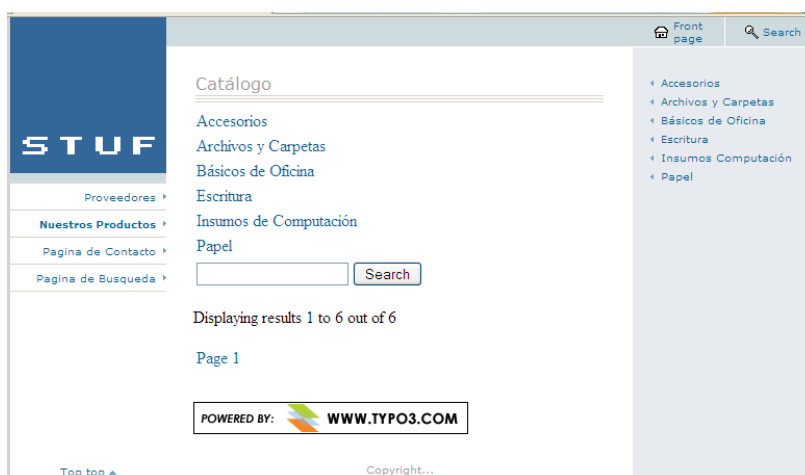 Front
page
Search
STUF
Proveedores
Nuestros Productos
Pagina de Contacto
Pagina de Busqueda
Catálogo
Accesorios
Archivos y Carpetas
Básicos de Oficina
Escritura
Insumos de Computación
Papel
Search
Displaying results 1 to 6 out of 6
Page 1
POWERED BY: WWW.TYPO3.COM
Accesorios
Archivos y Carpetas
Básicos de Oficina
Escritura
Insumos Computación
Papel
Top top
Copyright...